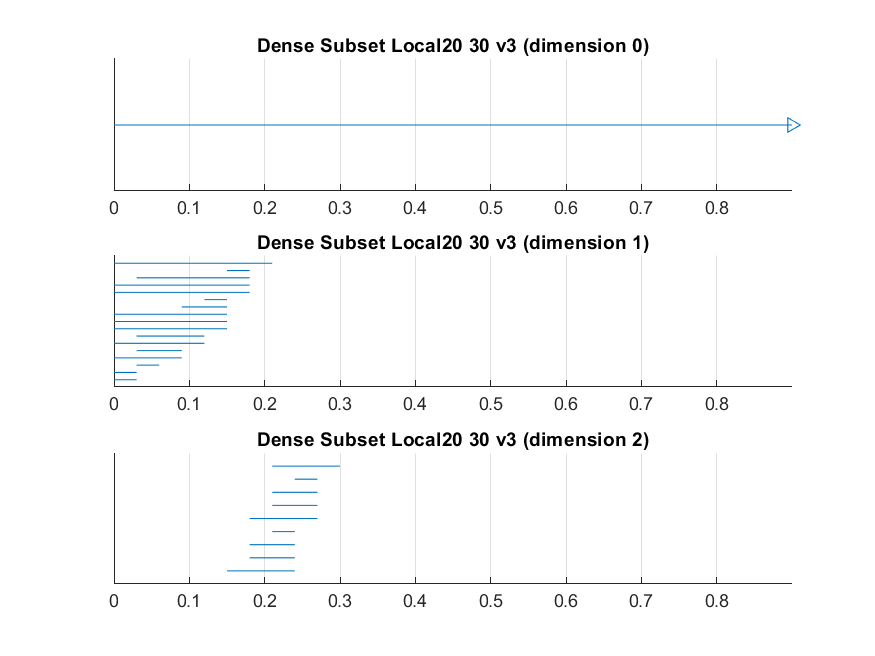 Dense Subset Local20 30 v3 (dimension 0)
0 0.1 0.2 0.3 0.4 0.5 0.6 0.7 0.8
Dense Subset Local20 30 v3 (dimension 1)
0 0.1 0.2 0.3 0.4 0.5 0.6 0.7 0.8
Dense Subset Local20 30 v3 (dimension 2)
0 0.1 0.2 0.3 0.4 0.5 0.6 0.7 0.8